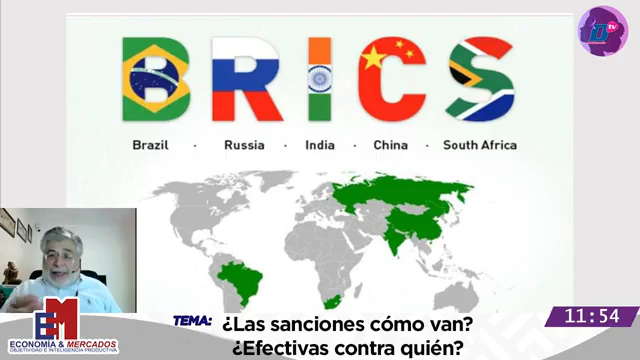 BRICS
Brazil · Russia · India · China · South Africa
D tv
EM
ECONOMÍA & MERCADOS
OBJETIVIDAD E INTELIGENCIA PRODUCTIVA
TEMA: ¿Las sanciones cómo van?
¿Efectivas contra quién?
11:54